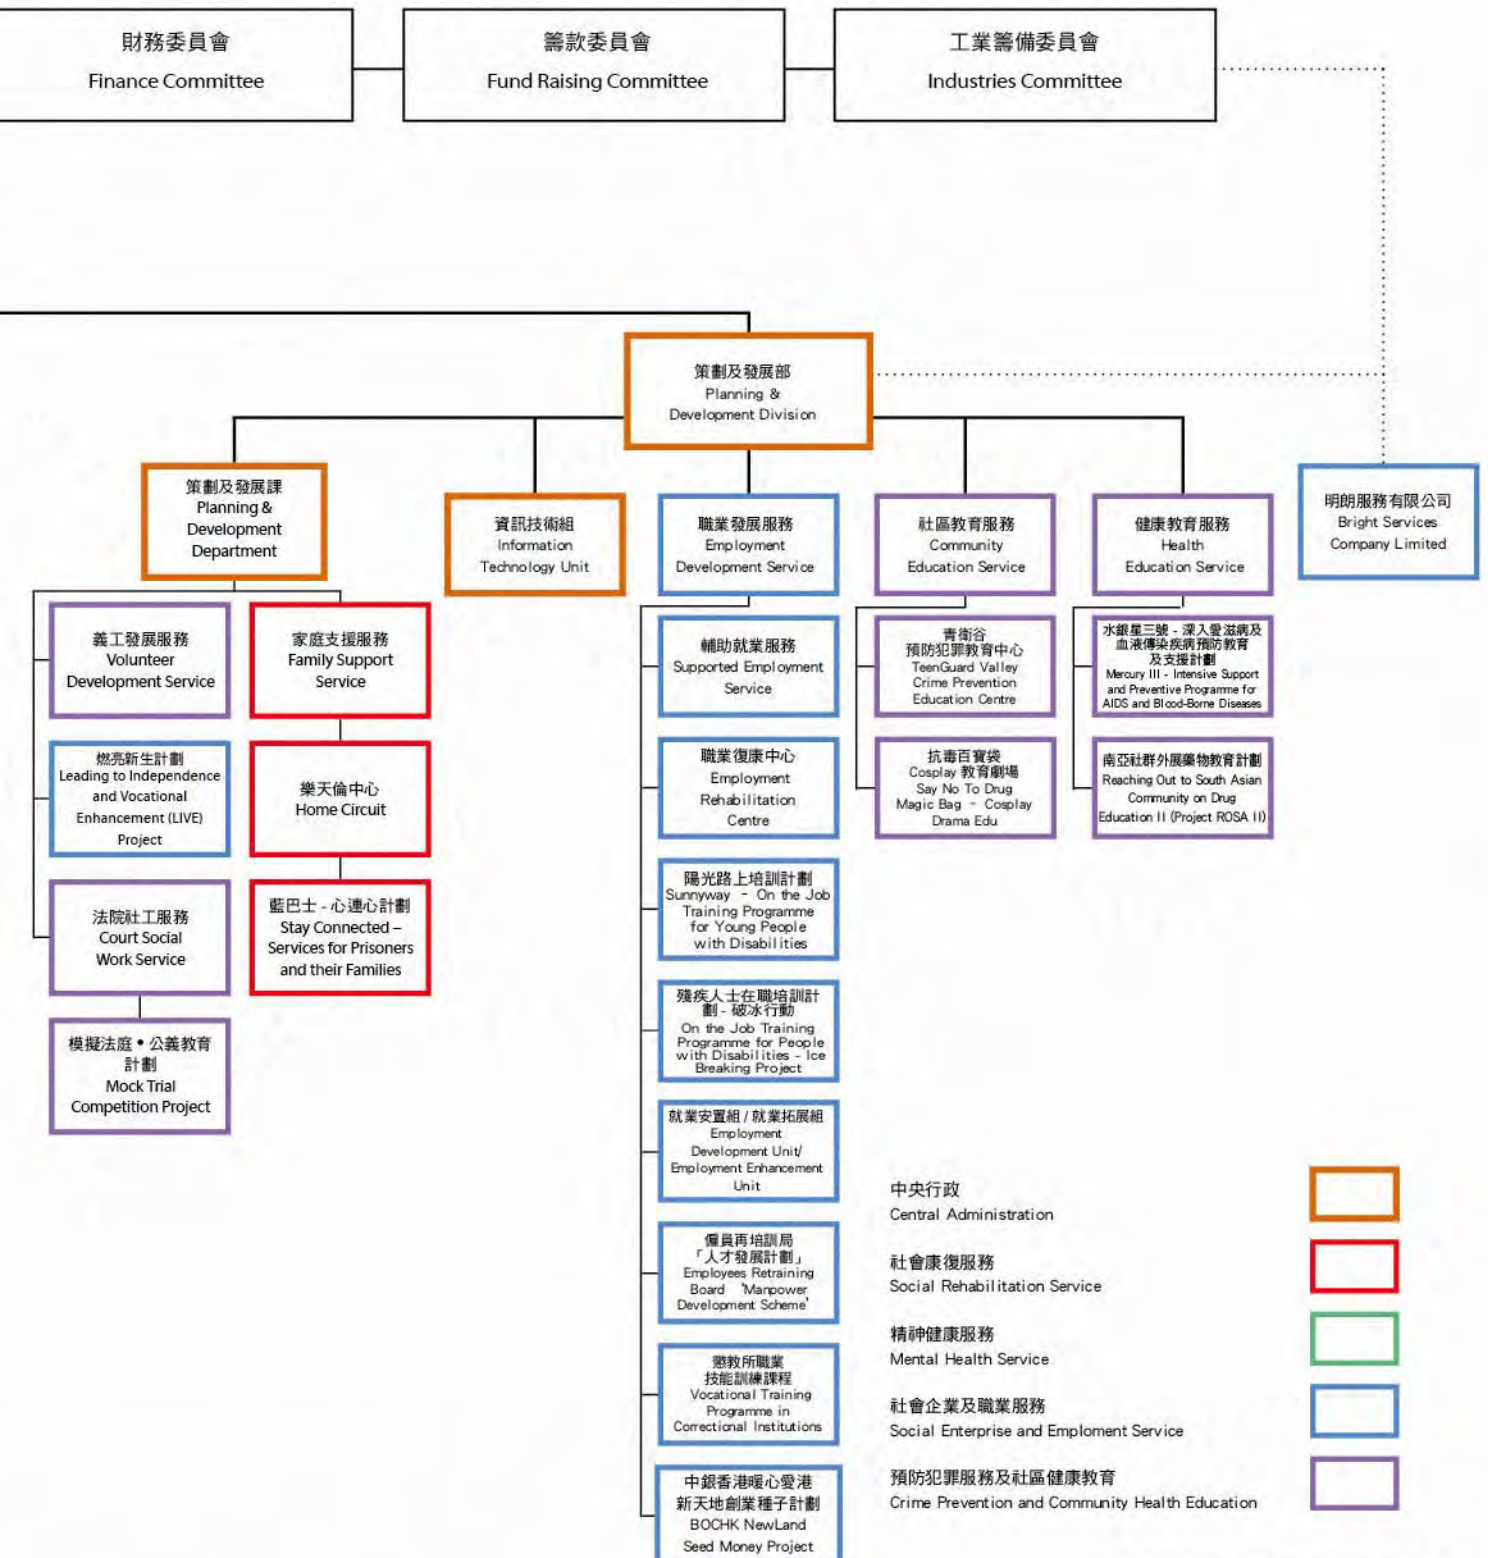 財務委員會
Finance Committee
籌款委員會
Fund Raising Committee
工業籌備委員會
Industries Committee
策劃及發展部
Planning &
Development Division
策劃及發展課
Planning &
Development
Department
資訊技術組
Information
Technology Unit
職業發展服務
Employment
Development Service
社區教育服務
Community
Education Service
健康教育服務
Health
Education Service
明朗服務有限公司
Bright Services
Company Limited
義工發展服務
Volunteer
Development Service
燃亮新生計劃
Leading to Independence
and Vocational
Enhancement (LIVE)
Project
法院社工服務
Court Social
Work Service
模擬法庭•公義教育
計劃
Mock Trial
Competition Project
家庭支援服務
Family Support
Service
樂天倫中心
Home Circuit
藍巴士 - 心連心計劃
Stay Connected –
Services for Prisoners
and their Families
輔助就業服務
Supported Employment
Service
職業復康中心
Employment
Rehabilitation
Centre
陽光路上培訓計劃
Sunnyway - On the Job
Training Programme
for Young People
with Disabilities
殘疾人士在職培訓計
劃 - 破冰行動
On the Job Training
Programme for People
with Disabilities - Ice
Breaking Project
就業安置組 / 就業拓展組
Employment
Development Unit/
Employment Enhancement
Unit
僱員再培訓局
「人才發展計劃」
Employees Retraining
Board 'Manpower
Development Scheme'
懲教所職業
技能訓練課程
Vocational Training
Programme in
Correctional Institutions
中銀香港暖心愛港
新天地創業種子計劃
BOCHK NewLand
Seed Money Project
青衛谷
預防犯罪教育中心
TeenGuard Valley
Crime Prevention
Education Centre
抗毒百寶袋
Cosplay 教育劇場
Say No To Drug
Magic Bag - Cosplay
Drama Edu
水銀星三號 - 深入愛滋病及
血液傳染疾病預防教育
及支援計劃
Mercury III - Intensive Support
and Preventive Programme for
AIDS and Blood-Borne Diseases
南亞社群外展藥物教育計劃
Reaching Out to South Asian
Community on Drug
Education II (Project ROSA II)
中央行政
Central Administration
社會康復服務
Social Rehabilitation Service
精神健康服務
Mental Health Service
社會企業及職業服務
Social Enterprise and Emploment Service
預防犯罪服務及社區健康教育
Crime Prevention and Community Health Education